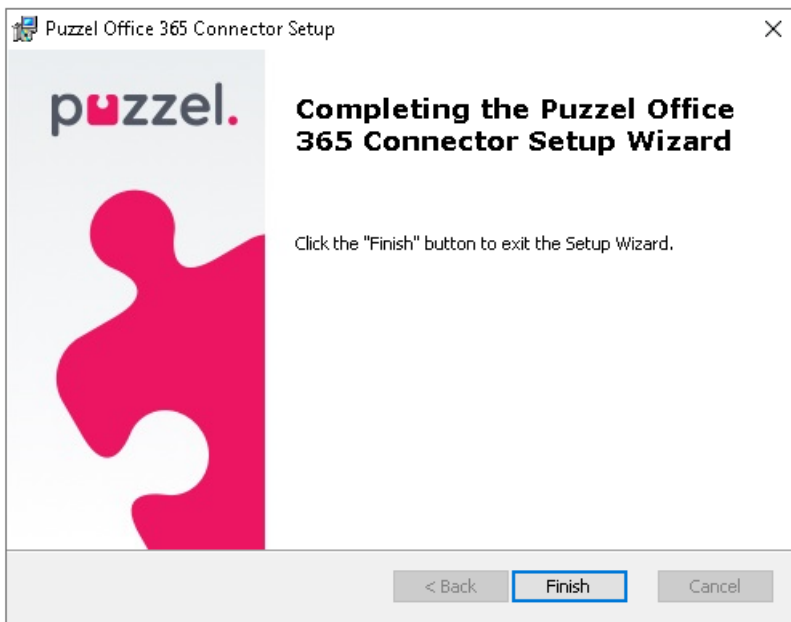 Puzzel Office 365 Connector Setup
puzzel.
Completing the Puzzel Office
365 Connector Setup Wizard
Click the "Finish" button to exit the Setup Wizard.
< Back
Finish
Cancel